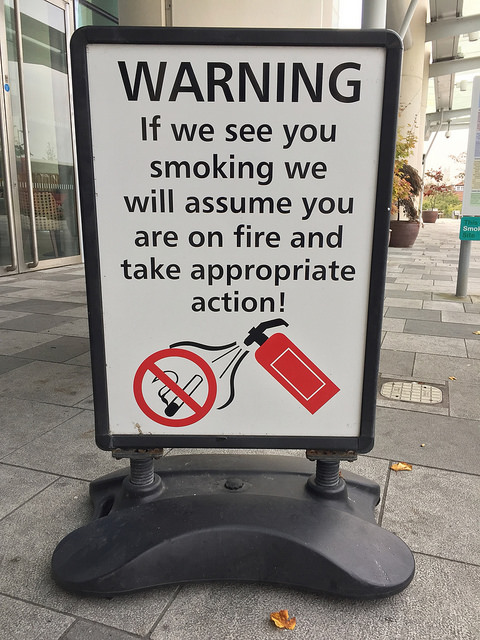 WARNING
If we see you
smoking we
will assume you
are on fire and
take appropriate
action!